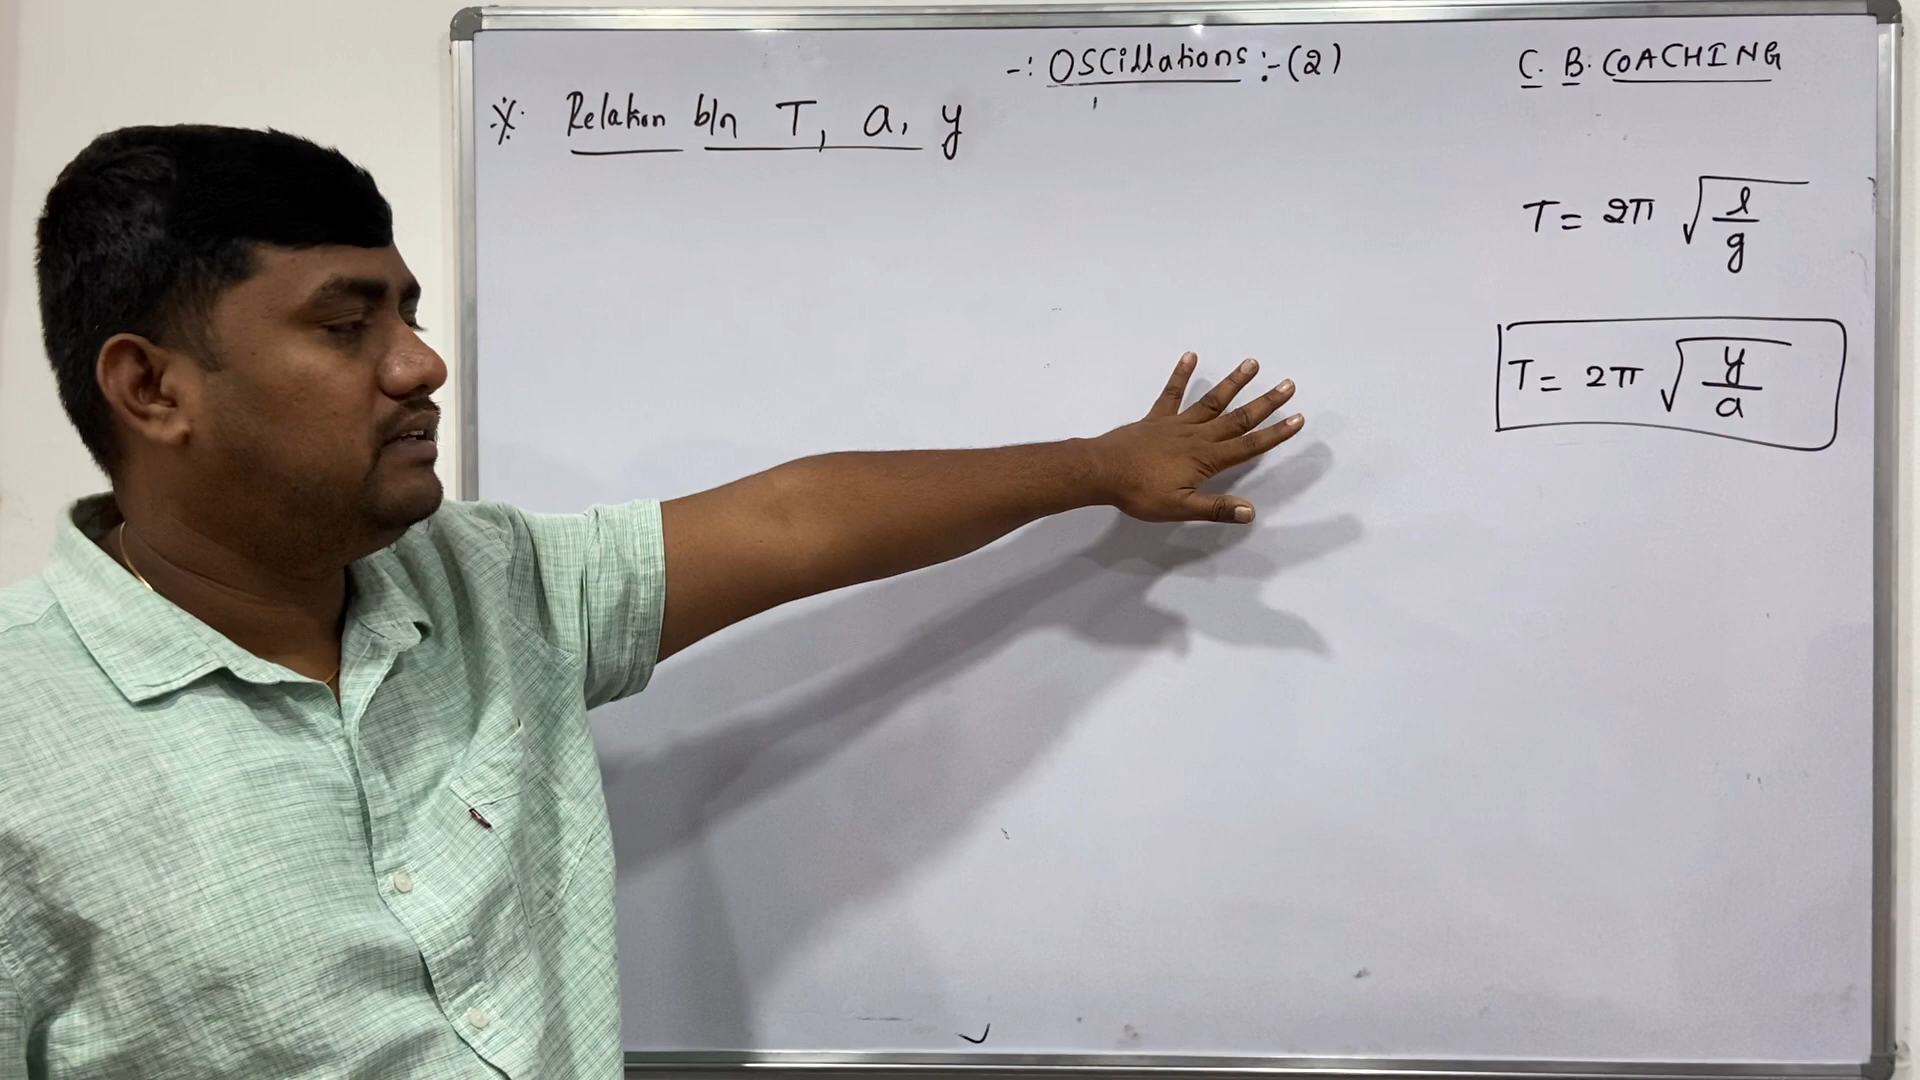 -: OSCillations :- (2)
C. B. COACHING
※ Relation b/n T, a, y
T = 2π √(l/g)
T = 2π √(y/a)